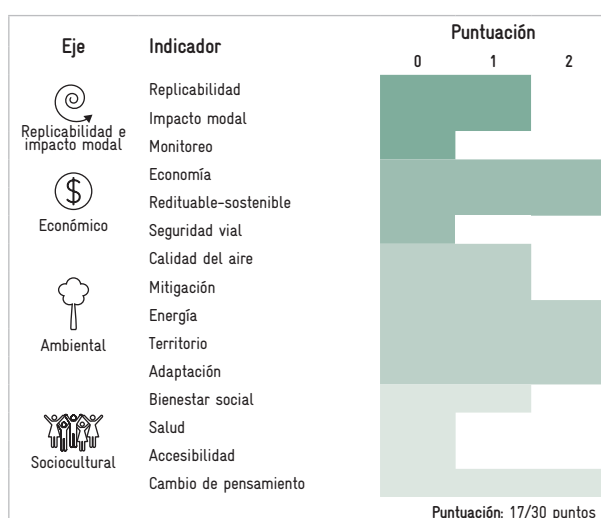 Eje Indicador Puntuación
0 1 2
Replicabilidad
Impacto modal
Monitoreo
Replicabilidad e
impacto modal
Economía
Redituable-sostenible
Seguridad vial
$
Económico
Calidad del aire
Mitigación
Energía
Territorio
Adaptación
Ambiental
Bienestar social
Salud
Accesibilidad
Cambio de pensamiento
Sociocultural
Puntuación: 17/30 puntos